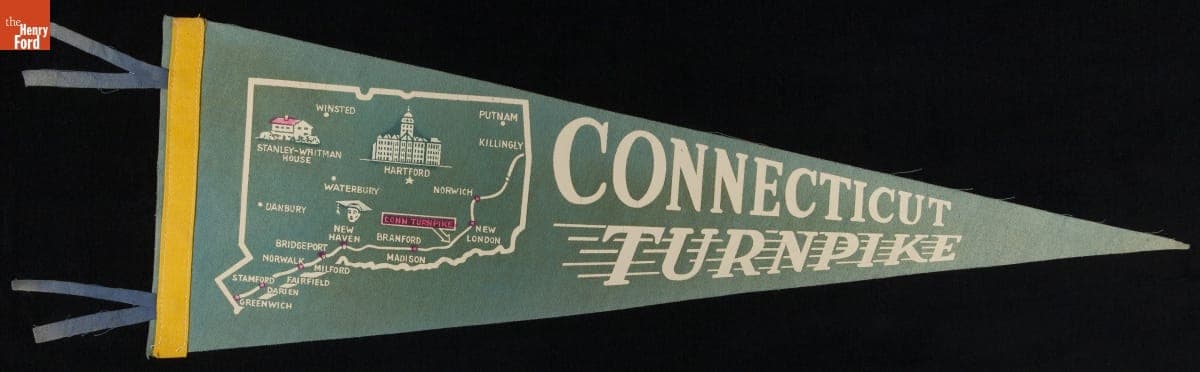 the
Henry
Ford
WINSTED
PUTNAM
KILLINGLY
STANLEY-WHITMAN
HOUSE
HARTFORD
WATERBURY
NORWICH
DANBURY
CONN TURNPIKE
NEW
HAVEN
BRANFORD
NEW
LONDON
BRIDGEPORT
MADISON
NORWALK
MILFORD
STAMFORD
FAIRFIELD
DARIEN
GREENWICH
CONNECTICUT
TURNPIKE